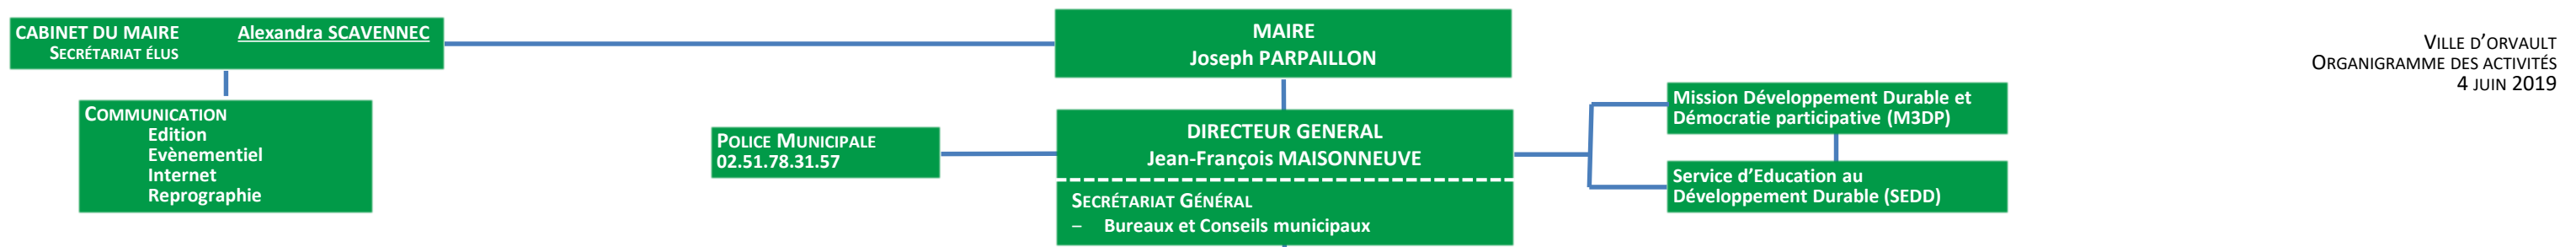 CABINET DU MAIRE Alexandra SCAVENNEC
SECRÉTARIAT ÉLUS
COMMUNICATION
Edition
Evènementiel
Internet
Reprographie
POLICE MUNICIPALE
02.51.78.31.57
MAIRE
Joseph PARPAILLON
DIRECTEUR GENERAL
Jean-François MAISONNEUVE
SECRÉTARIAT GÉNÉRAL
– Bureaux et Conseils municipaux
Mission Développement Durable et
Démocratie participative (M3DP)
Service d’Education au
Développement Durable (SEDD)
VILLE D’ORVAULT
ORGANIGRAMME DES ACTIVITÉS
4 JUIN 2019